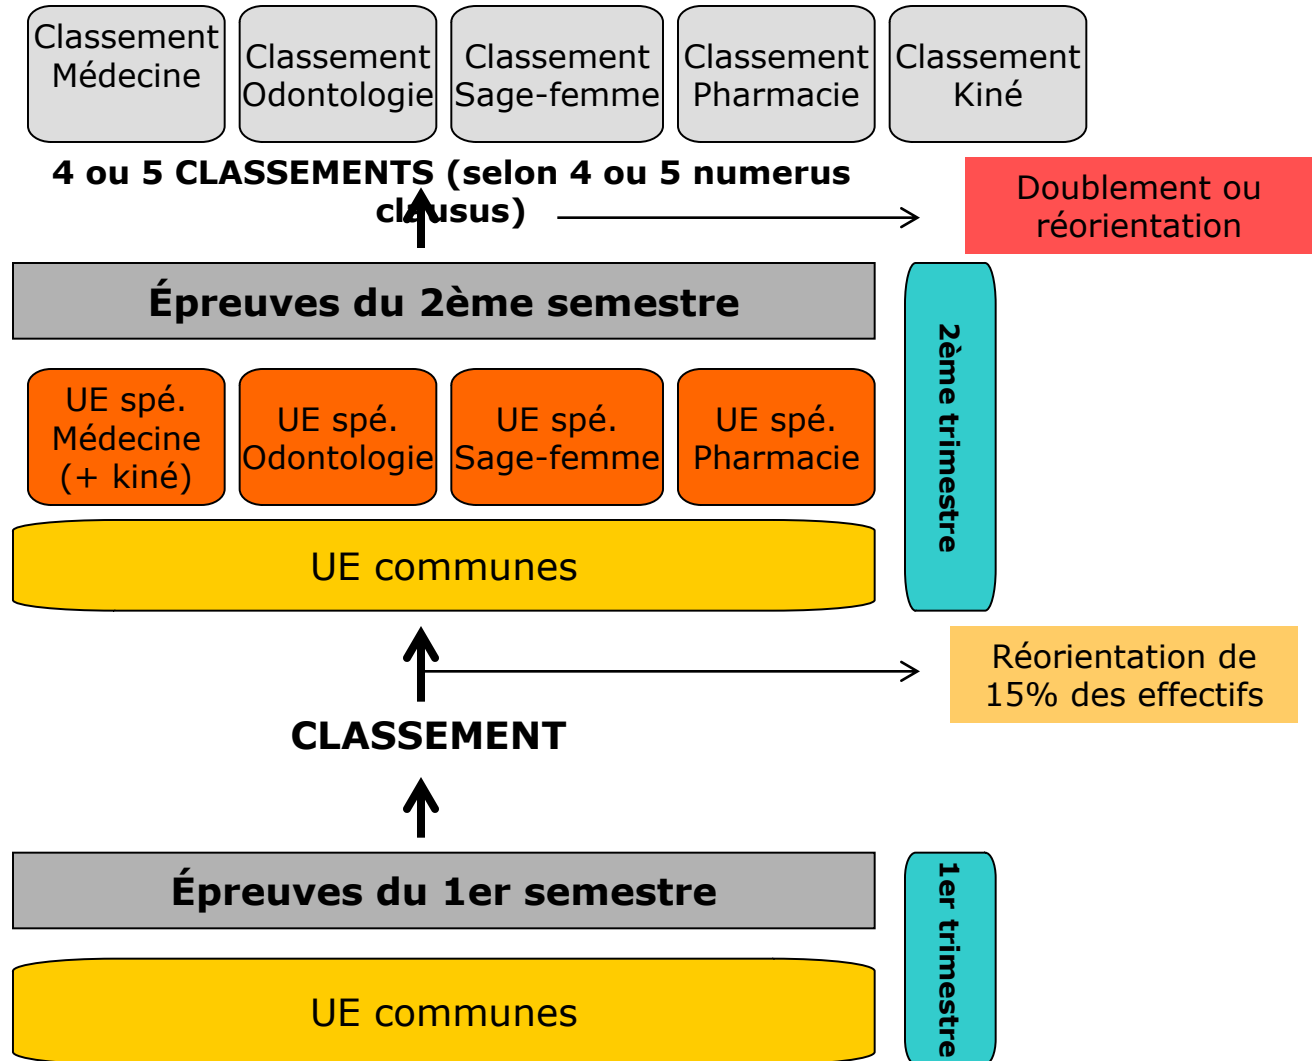 Classement
Médecine
Classement
Odontologie
Classement
Sage-femme
Classement
Pharmacie
Classement
Kiné
4 ou 5 CLASSEMENTS (selon 4 ou 5 numerus
clausus)
Doublement ou
réorientation
Épreuves du 2ème semestre
2ème trimestre
UE spé.
Médecine
(+ kiné)
UE spé.
Odontologie
UE spé.
Sage-femme
UE spé.
Pharmacie
UE communes
Réorientation de
15% des effectifs
CLASSEMENT
Épreuves du 1er semestre
1er trimestre
UE communes